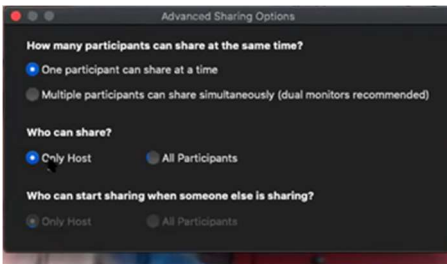 Advanced Sharing Options
How many participants can share at the same time?
One participant can share at a time
Multiple participants can share simultaneously (dual monitors recommended)
Who can share?
Only Host All Participants
Who can start sharing when someone else is sharing?
Only Host All Participants